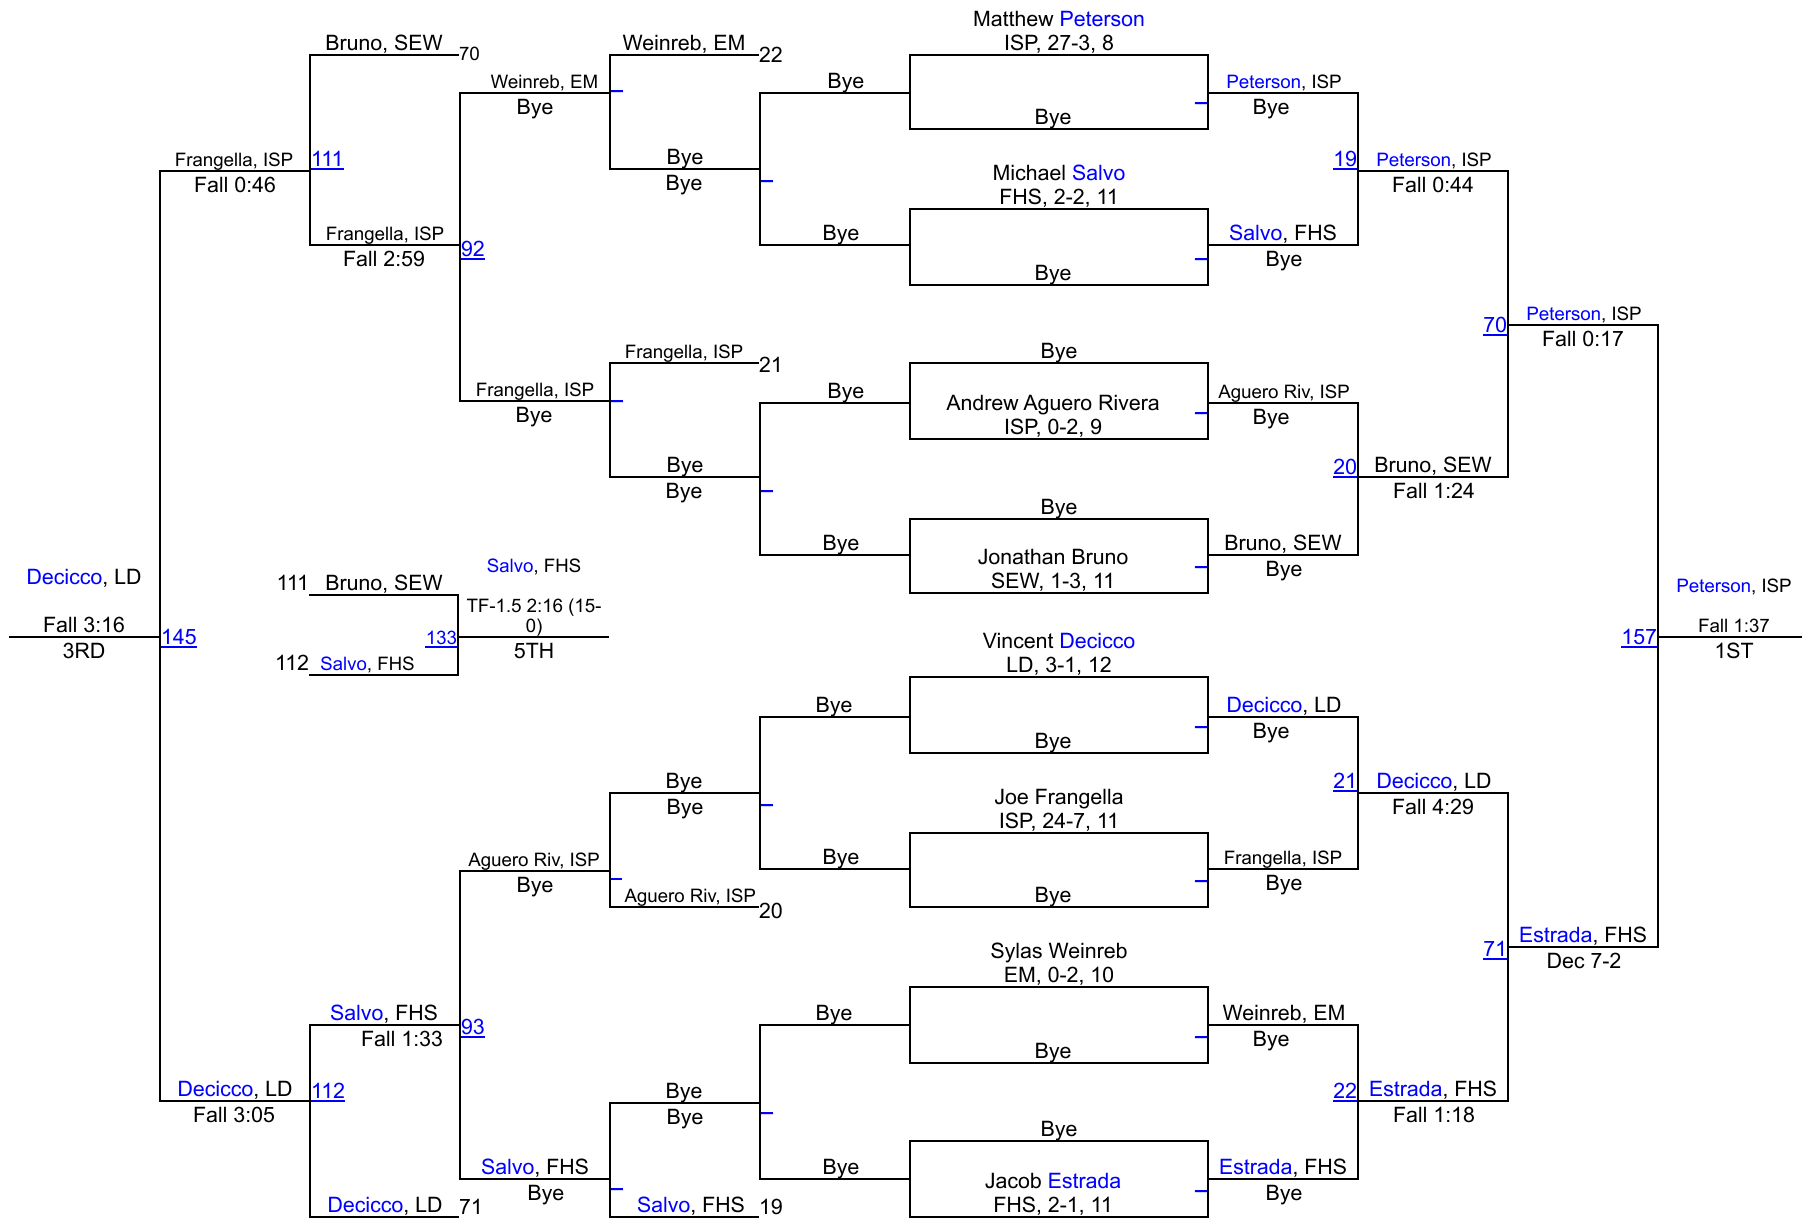 Matthew Peterson
ISP, 27-3, 8
Bruno, SEW
70
Weinreb, EM
22
Weinreb, EM
Bye
Bye
Peterson, ISP
Bye
Bye
Bye
Bye
Frangella, ISP
Fall 0:46
111
Michael Salvo
FHS, 2-2, 11
19
Peterson, ISP
Fall 0:44
Frangella, ISP
Fall 2:59
92
Bye
Salvo, FHS
Bye
Bye
Peterson, ISP
Fall 0:17
70
Frangella, ISP
21
Bye
Frangella, ISP
Bye
Bye
Andrew Aguero Rivera
ISP, 0-2, 9
Aguero Riv, ISP
Bye
Bye
Bye
20
Bruno, SEW
Fall 1:24
Bye
Bye
Jonathan Bruno
SEW, 1-3, 11
Bruno, SEW
Bye
Decicco, LD
Fall 3:16
3RD
145
111
Bruno, SEW
112
Salvo, FHS
133
Salvo, FHS
TF-1.5 2:16 (15-
0)
5TH
Peterson, ISP
Fall 1:37
1ST
157
Vincent Decicco
LD, 3-1, 12
Bye
Decicco, LD
Bye
Bye
Bye
Bye
21
Decicco, LD
Fall 4:29
Joe Frangella
ISP, 24-7, 11
Aguero Riv, ISP
Bye
Aguero Riv, ISP
20
Bye
Frangella, ISP
Bye
Bye
71
Estrada, FHS
Dec 7-2
Sylas Weinreb
EM, 0-2, 10
Salvo, FHS
Fall 1:33
93
Bye
Weinreb, EM
Bye
Bye
Decicco, LD
Fall 3:05
112
Bye
Bye
22
Estrada, FHS
Fall 1:18
Bye
Salvo, FHS
Bye
Bye
Jacob Estrada
FHS, 2-1, 11
Estrada, FHS
Bye
Decicco, LD
71
Salvo, FHS
19